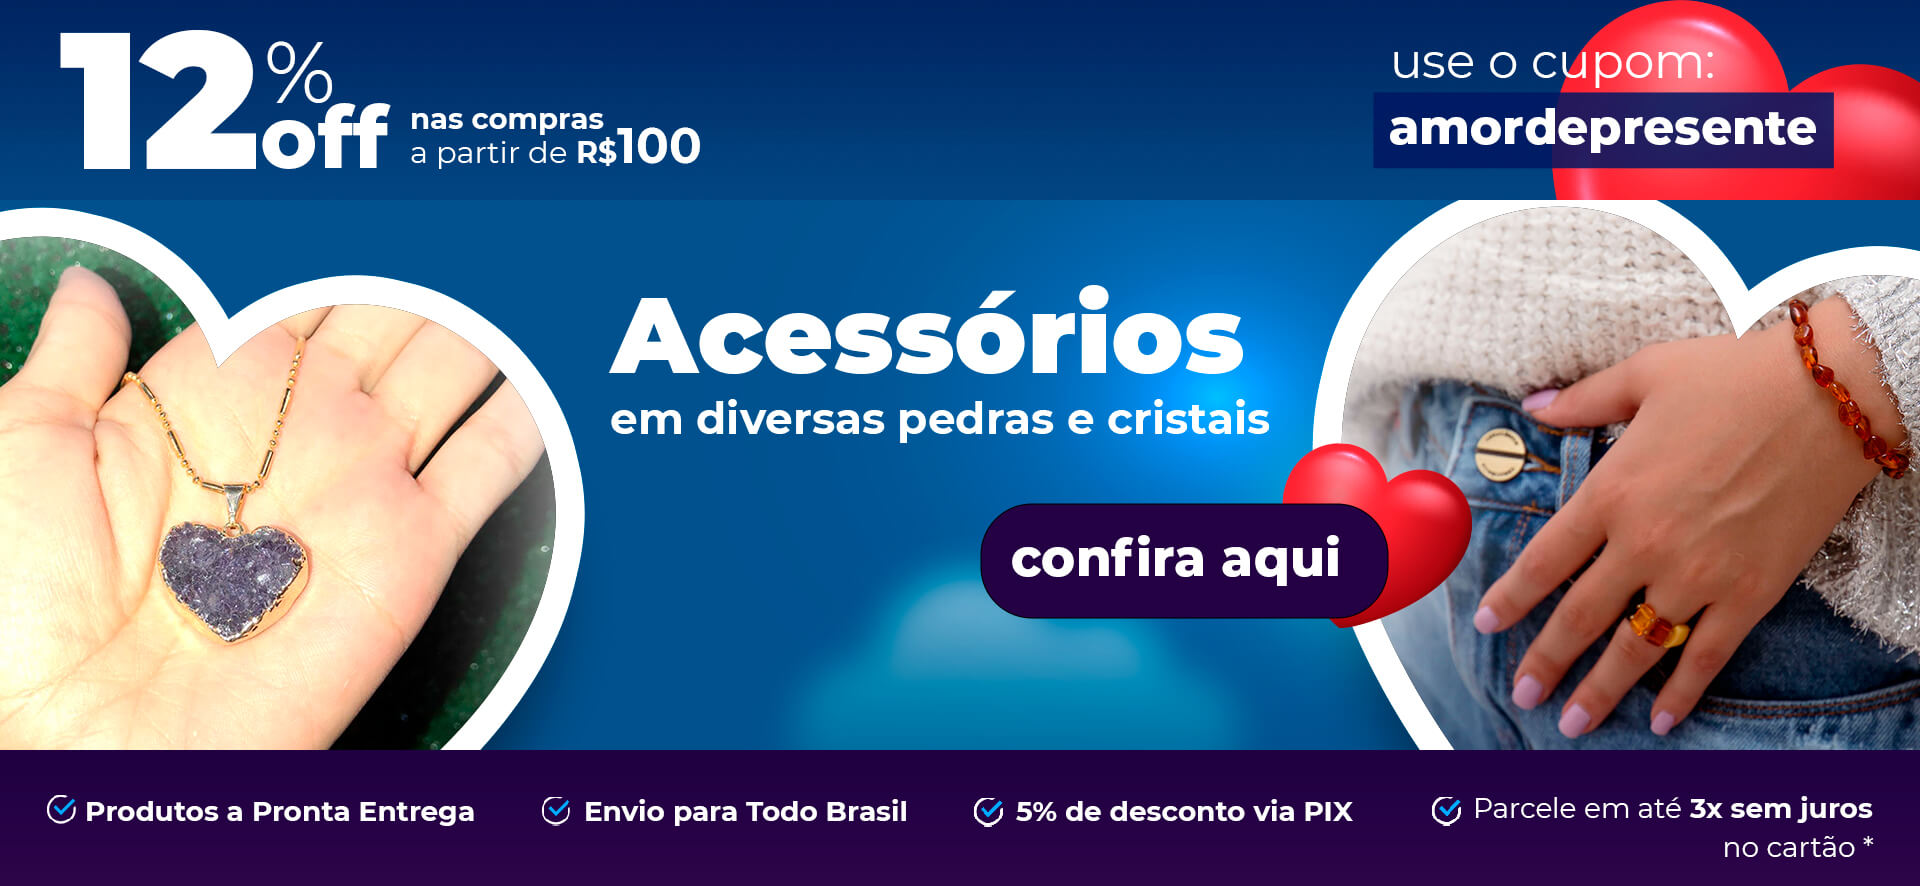 12% off nas compras
a partir de R$100
use o cupom:
amordepresente
Acessórios
em diversas pedras e cristais
confira aqui
Produtos a Pronta Entrega
Envio para Todo Brasil
5% de desconto via PIX
Parcele em até 3x sem juros
no cartão *